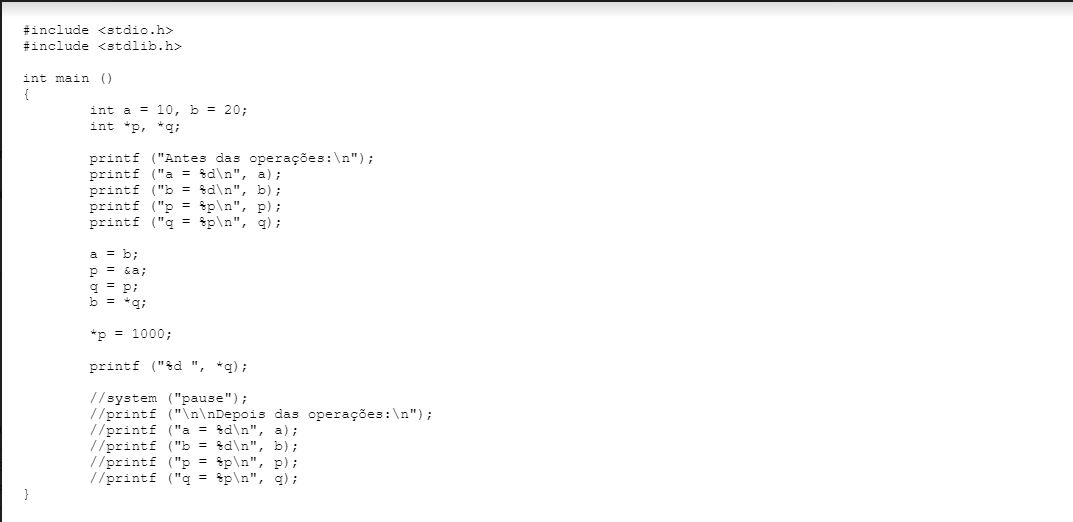 #include <stdio.h>
#include <stdlib.h>
int main ()
{
int a = 10, b = 20;
int *p, *q;
printf ("Antes das operações:\n");
printf ("a = %d\n", a);
printf ("b = %d\n", b);
printf ("p = %p\n", p);
printf ("q = %p\n", q);
a = b;
p = &a;
q = p;
b = *q;
*p = 1000;
printf ("%d ", *q);
//system ("pause");
//printf ("\n\nDepois das operações:\n");
//printf ("a = %d\n", a);
//printf ("b = %d\n", b);
//printf ("p = %p\n", p);
//printf ("q = %p\n", q);
}